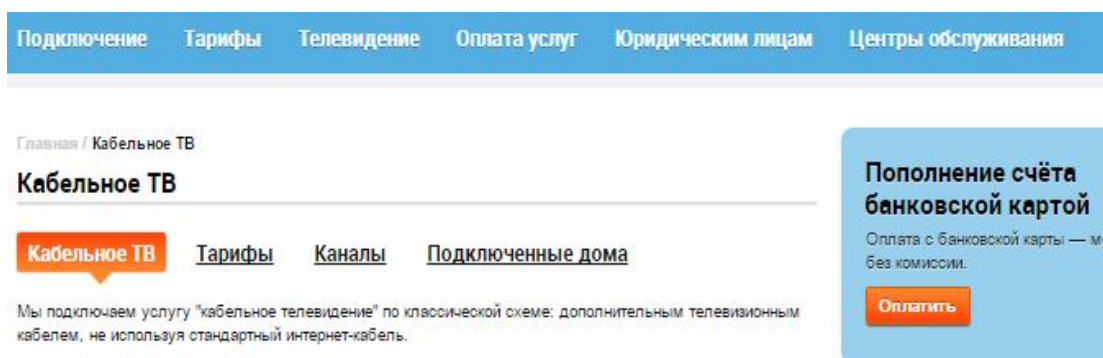 Подключение Тарифы Телевидение Оплата услуг Юридическим лицам Центры обслуживания
Главная / Кабельное ТВ
Кабельное ТВ
Кабельное ТВ Тарифы Каналы Подключенные дома
Мы подключаем услугу "кабельное телевидение" по классической схеме: дополнительным телевизионным
кабелем, не используя стандартный интернет-кабель.
Пополнение счёта
банковской картой
Оплата с банковской карты —
без комиссии.
Оплатить